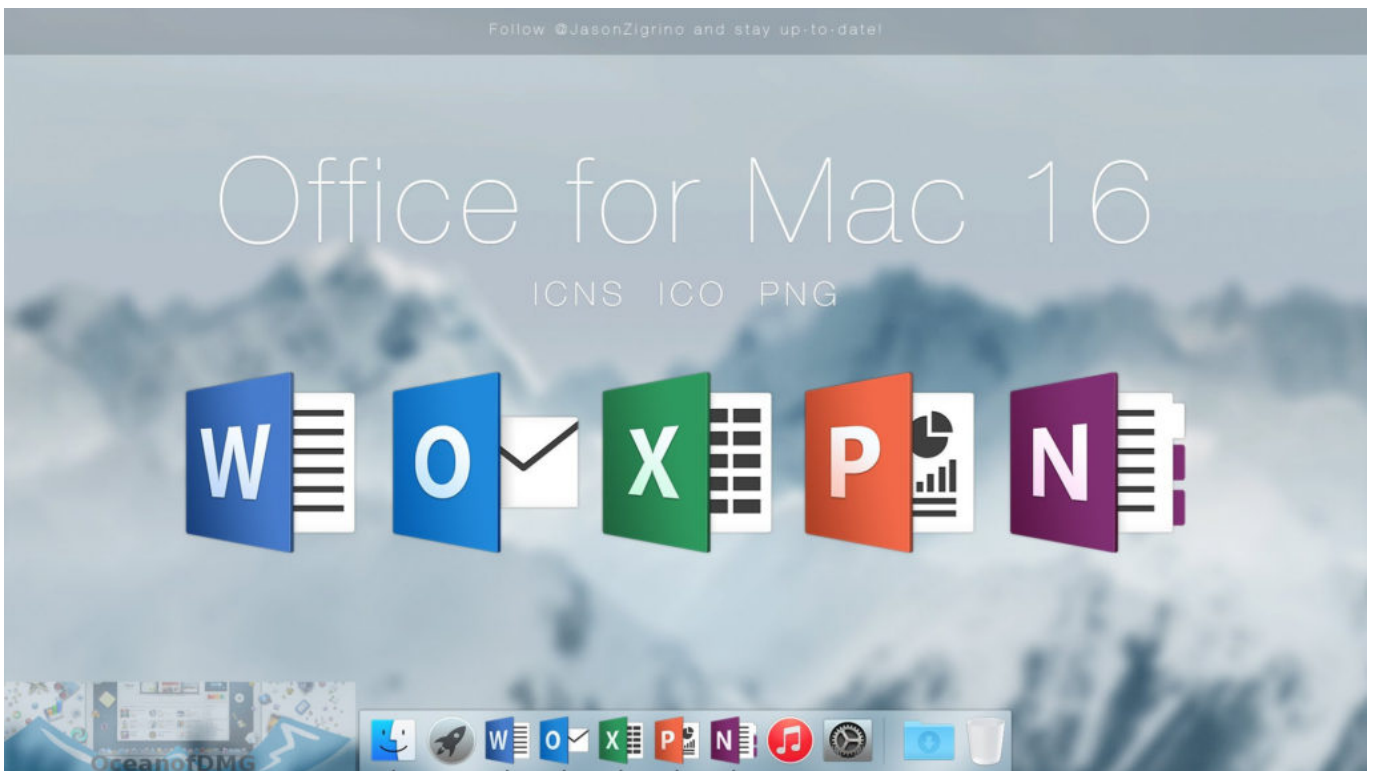 Follow @JasonZigrino and stay up-to-date!
Office for Mac 16
ICNS ICO PNG
W O X P N
W O X P N
OceanofDMG